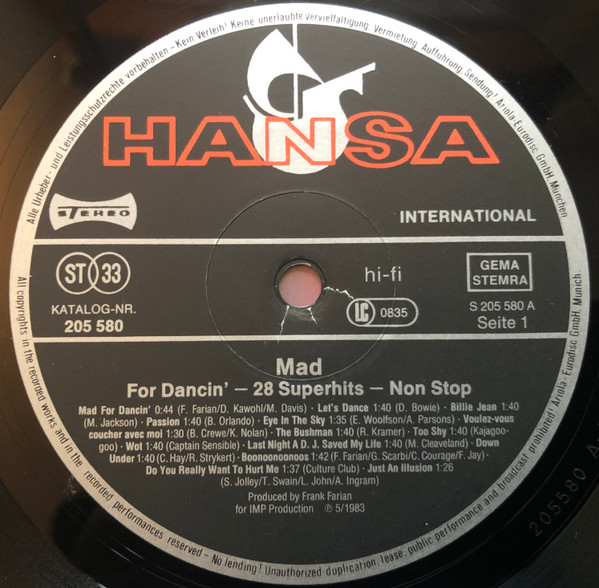 Alle Urheber- und Leistungsschutzrechte vorbehalten – Kein Verleih! Keine unerlaubte Vervielfältigung, Vermietung, Aufführung, Sendung! Ariola-Eurodisc GmbH, München
HANSA
STEREO
INTERNATIONAL
ST 33
KATALOG-NR.
205 580
hi-fi
LC 0835
GEMA
STEMRA
S 205 580 A
Seite 1
Mad
For Dancin' – 28 Superhits – Non Stop
Mad For Dancin' 0:44 (F. Farian/D. Kawohl/M. Davis) - Let's Dance 1:40 (D. Bowie) - Billie Jean 1:40
(M. Jackson) - Passion 1:40 (B. Orlando) - Eye In The Sky 1:35 (E. Woolfson/A. Parsons) - Voulez-vous
coucher avec moi 1:30 (B. Crewe/K. Nolan) - The Bushman 1:40 (R. Kramer) - Too Sky 1:40 (Kajagoo-
goo) - Wot 1:40 (Captain Sensible) - Last Night A D. J. Saved My Life 1:40 (M. Cleaveland) - Down
Under 1:40 (C. Hay/R. Strykert) - Boonoonoonoos 1:42 (F. Farian/G. Scarbi/C. Courage/F. Jay) -
Do You Really Want To Hurt Me 1:37 (Culture Club) - Just An Illusion 1:26
(S. Jolley/T. Swain/L. John/A. Ingram)
Produced by Frank Farian
for IMP Production ℗ 5/1983
All copyrights in the recorded works and in the recorded performances reserved – No lending! Unauthorized duplication, lease, public performance and broadcast prohibited! Ariola-Eurodisc GmbH, Munich.
205580 A